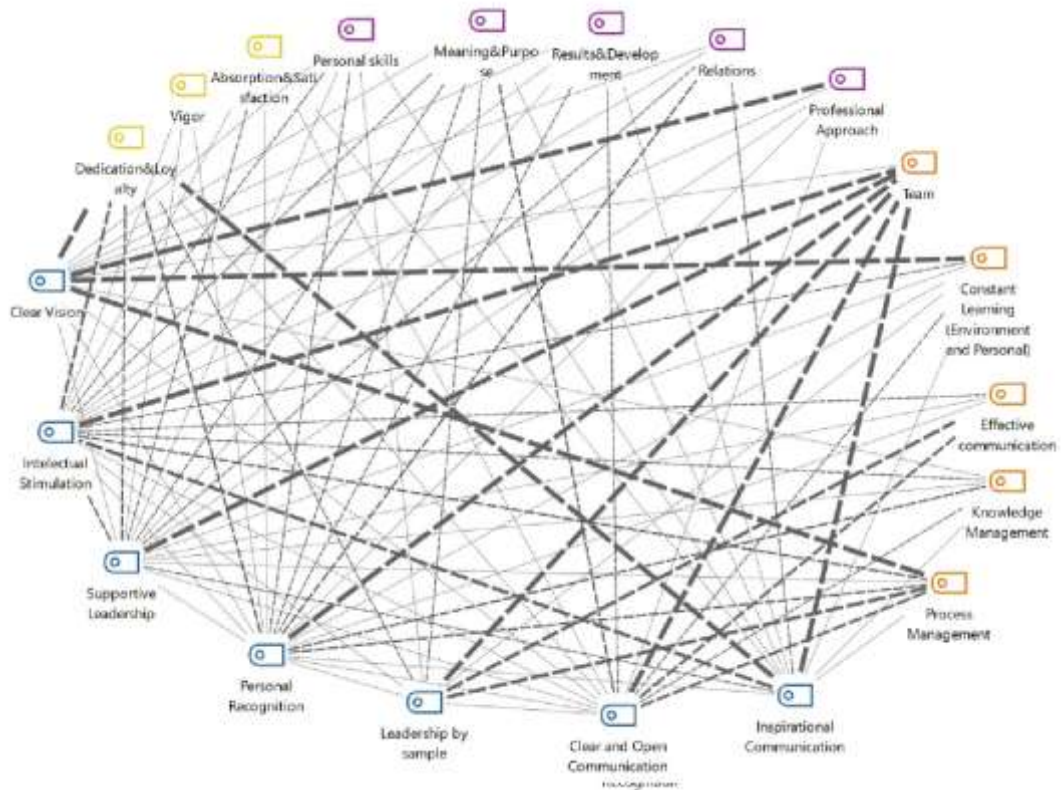 Personal skills
Meaning&Purpo
se
Results&Develop
ment
Relations
Absorption&Sati
sfaction
Vigor
Professional
Approach
Dedication&Loy
alty
Team
Clear Vision
Constant
Learning
(Environment
and Personal)
Effective
communication
Intelectual
Stimulation
Knowledge
Management
Supportive
Leadership
Process
Management
Personal
Recognition
Leadership by
sample
Clear and Open
Communication
Inspirational
Communication